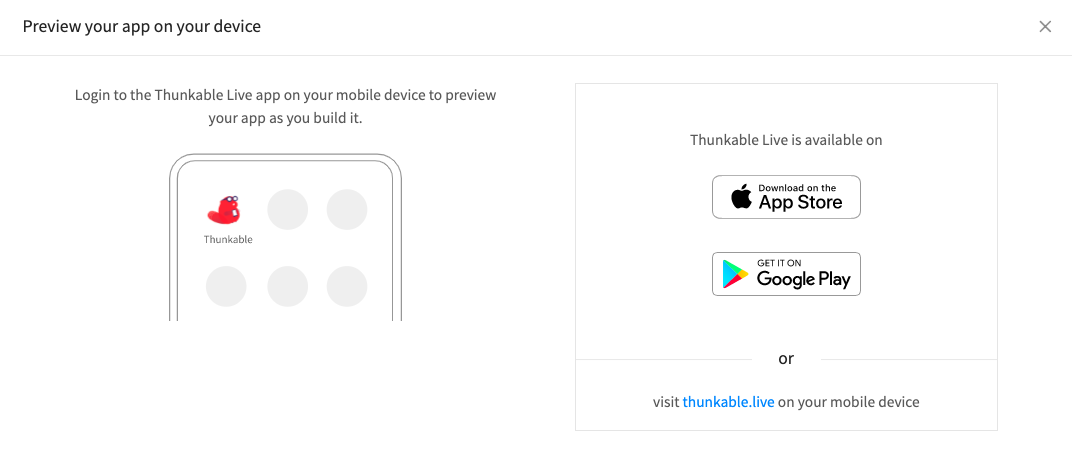 Preview your app on your device
Login to the Thunkable Live app on your mobile device to preview
your app as you build it.
Thunkable
Thunkable Live is available on
Download on the
App Store
GET IT ON
Google Play
or
visit thunkable.live on your mobile device